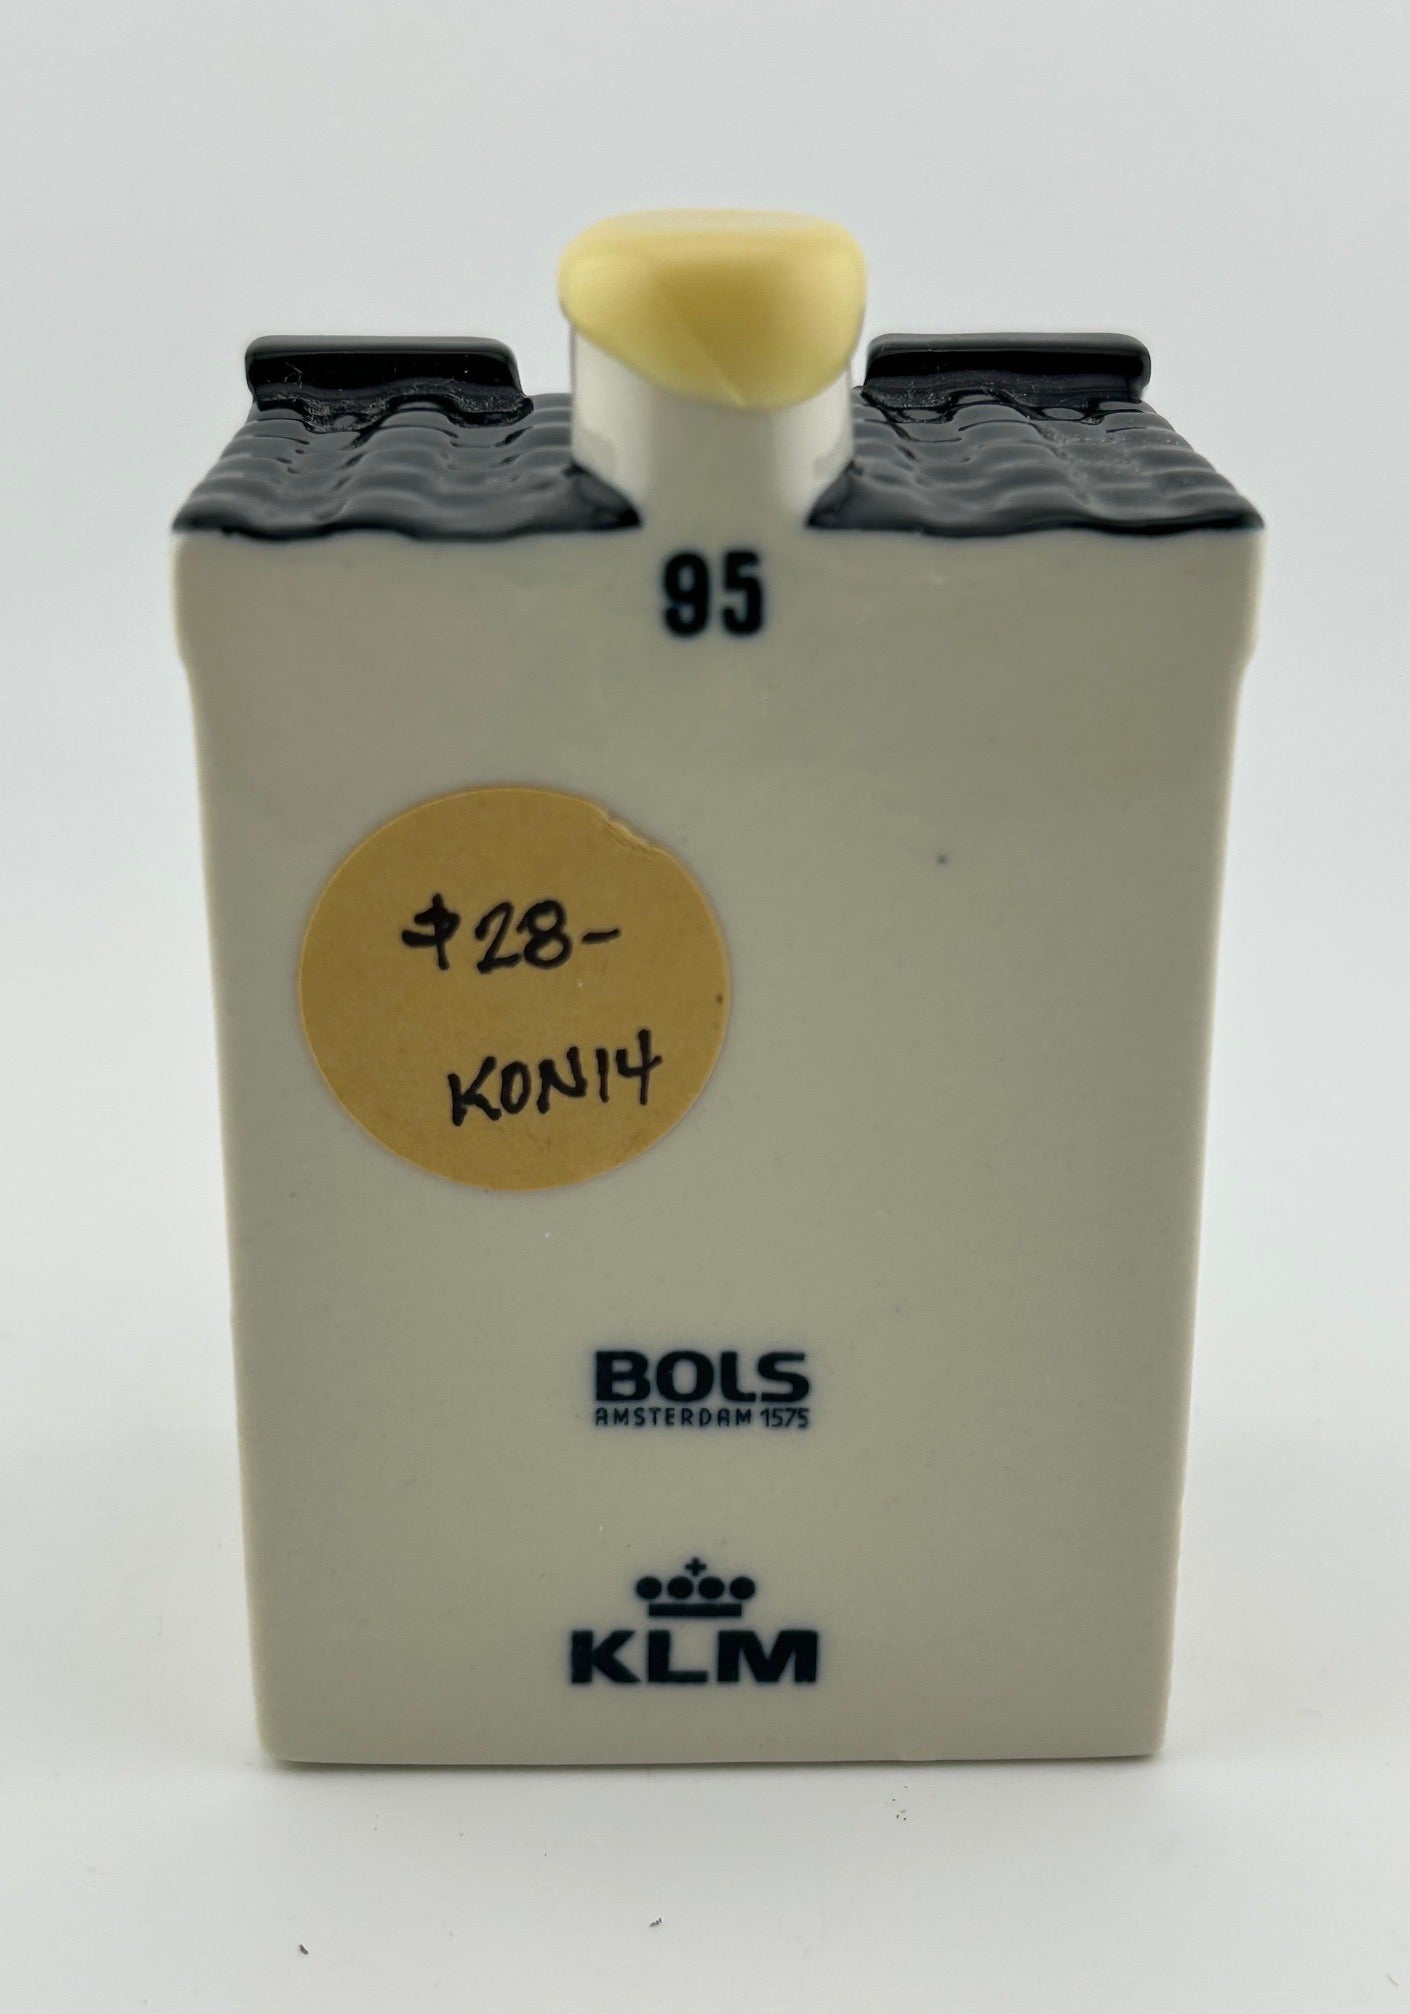 95
$28-
KON14
BOLS
AMSTERDAM 1575
KLM